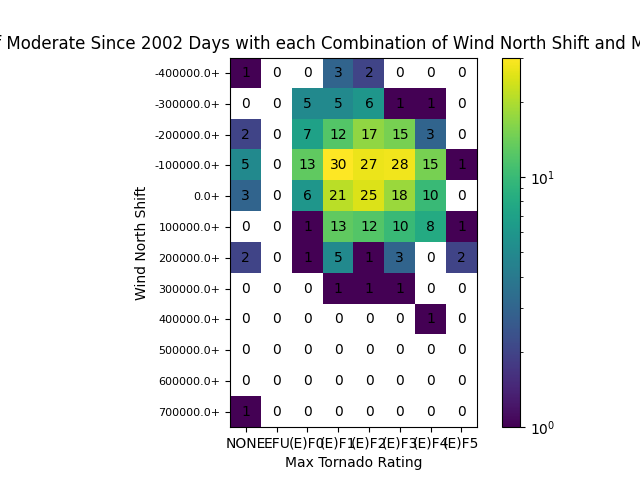 Moderate Since 2002 Days with each Combination of Wind North Shift and
-400000.0+ 1 0 0 3 2 0 0 0
-300000.0+ 0 0 5 5 6 1 1 0
-200000.0+ 2 0 7 12 17 15 3 0
-100000.0+ 5 0 13 30 27 28 15 1
0.0+ 3 0 6 21 25 18 10 0
100000.0+ 0 0 1 13 12 10 8 1
200000.0+ 2 0 1 5 1 3 0 2
300000.0+ 0 0 0 1 1 1 0 0
400000.0+ 0 0 0 0 0 0 1 0
500000.0+ 0 0 0 0 0 0 0 0
600000.0+ 0 0 0 0 0 0 0 0
700000.0+ 1 0 0 0 0 0 0 0
NONE EFU (E)F0 (E)F1 (E)F2 (E)F3 (E)F4 (E)F5
Max Tornado Rating
Wind North Shift
10¹
10⁰